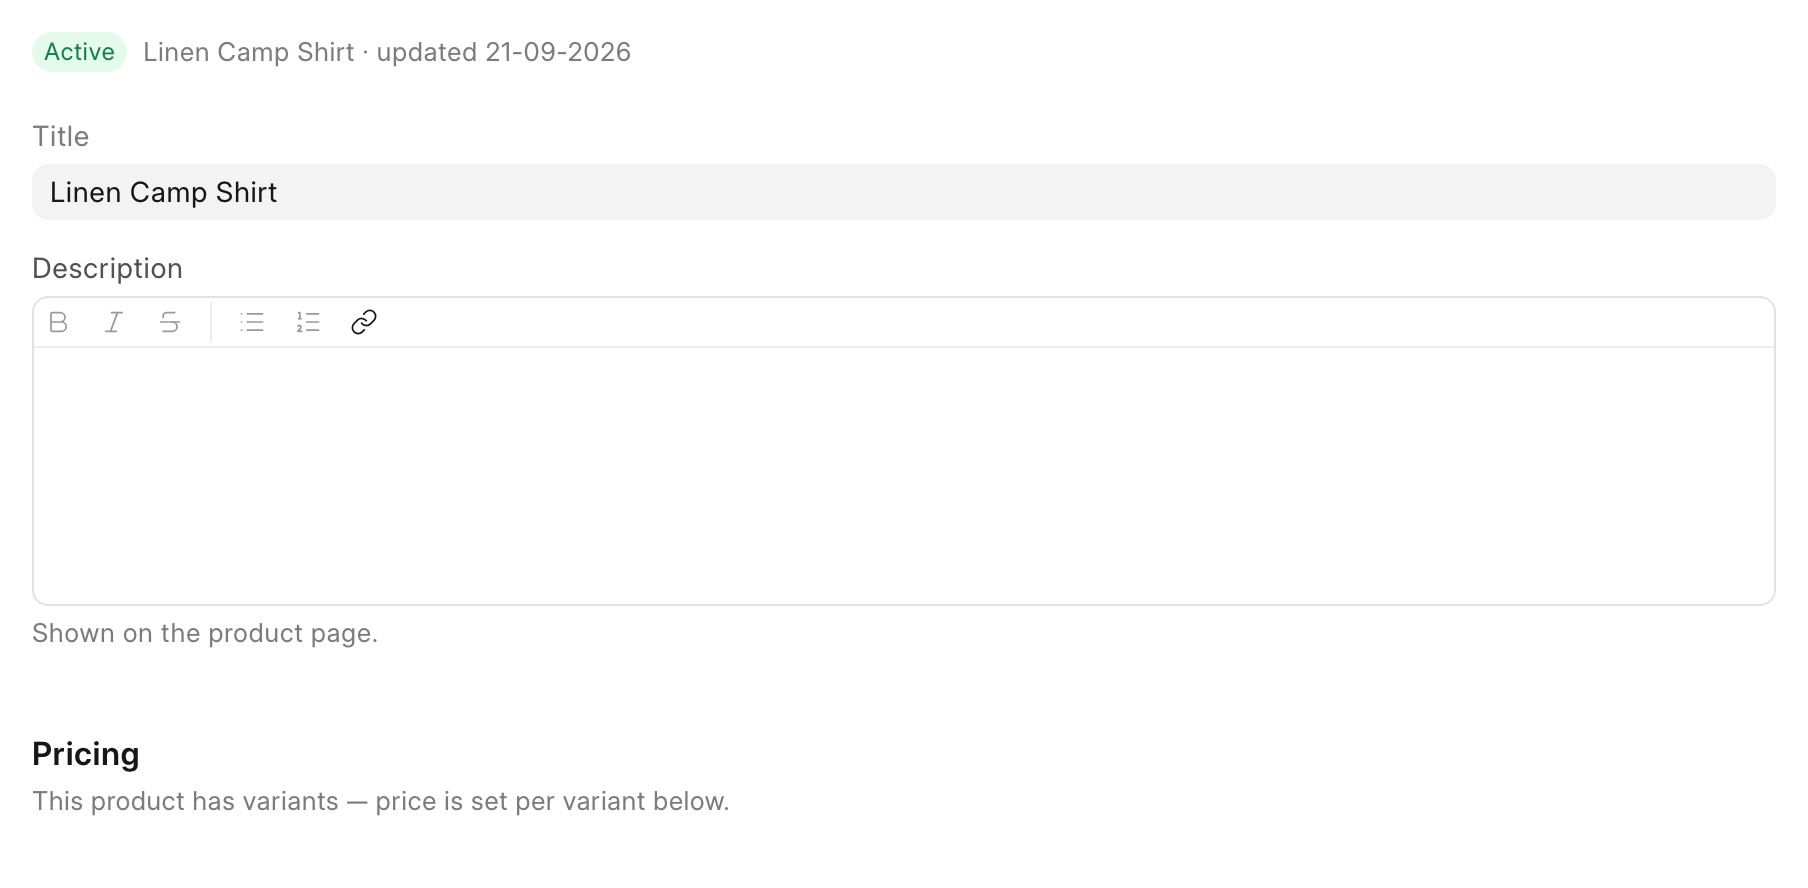 Active Linen Camp Shirt · updated 21-09-2026
Title
Linen Camp Shirt
Description
Shown on the product page.
Pricing
This product has variants — price is set per variant below.